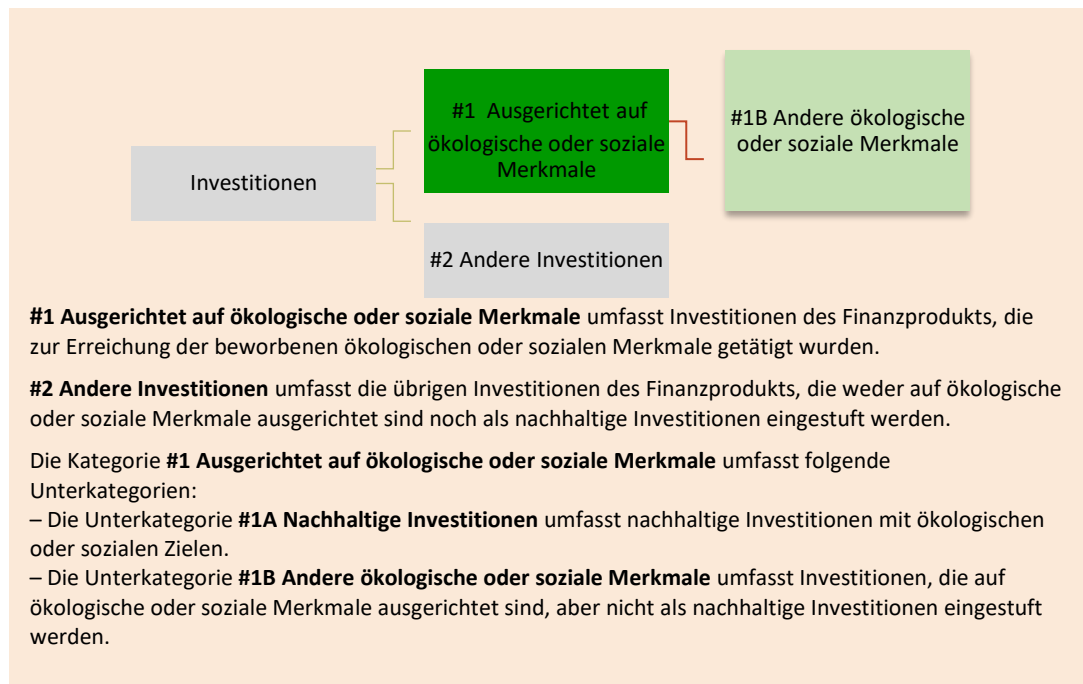 #1 Ausgerichtet auf
ökologische oder soziale
Merkmale
#1B Andere ökologische
oder soziale Merkmale
Investitionen
#2 Andere Investitionen
#1 Ausgerichtet auf ökologische oder soziale Merkmale umfasst Investitionen des Finanzprodukts, die
zur Erreichung der beworbenen ökologischen oder sozialen Merkmale getätigt wurden.
#2 Andere Investitionen umfasst die übrigen Investitionen des Finanzprodukts, die weder auf ökologische
oder soziale Merkmale ausgerichtet sind noch als nachhaltige Investitionen eingestuft werden.
Die Kategorie #1 Ausgerichtet auf ökologische oder soziale Merkmale umfasst folgende
Unterkategorien:
– Die Unterkategorie #1A Nachhaltige Investitionen umfasst nachhaltige Investitionen mit ökologischen
oder sozialen Zielen.
– Die Unterkategorie #1B Andere ökologische oder soziale Merkmale umfasst Investitionen, die auf
ökologische oder soziale Merkmale ausgerichtet sind, aber nicht als nachhaltige Investitionen eingestuft
werden.